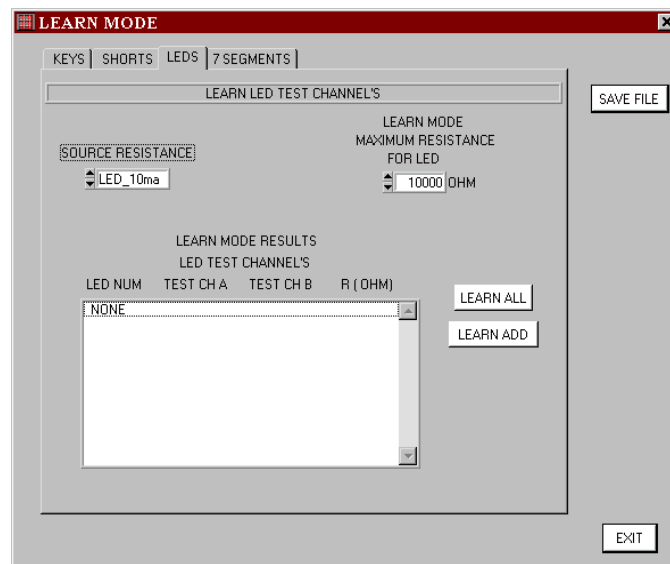 LEARN MODE
KEYS SHORTS LEDS 7 SEGMENTS
LEARN LED TEST CHANNEL'S
SAVE FILE
SOURCE RESISTANCE
LED_10ma
LEARN MODE
MAXIMUM RESISTANCE
FOR LED
10000 OHM
LEARN MODE RESULTS
LED TEST CHANNEL'S
LED NUM TEST CH A TEST CH B R ( OHM)
NONE
LEARN ALL
LEARN ADD
EXIT